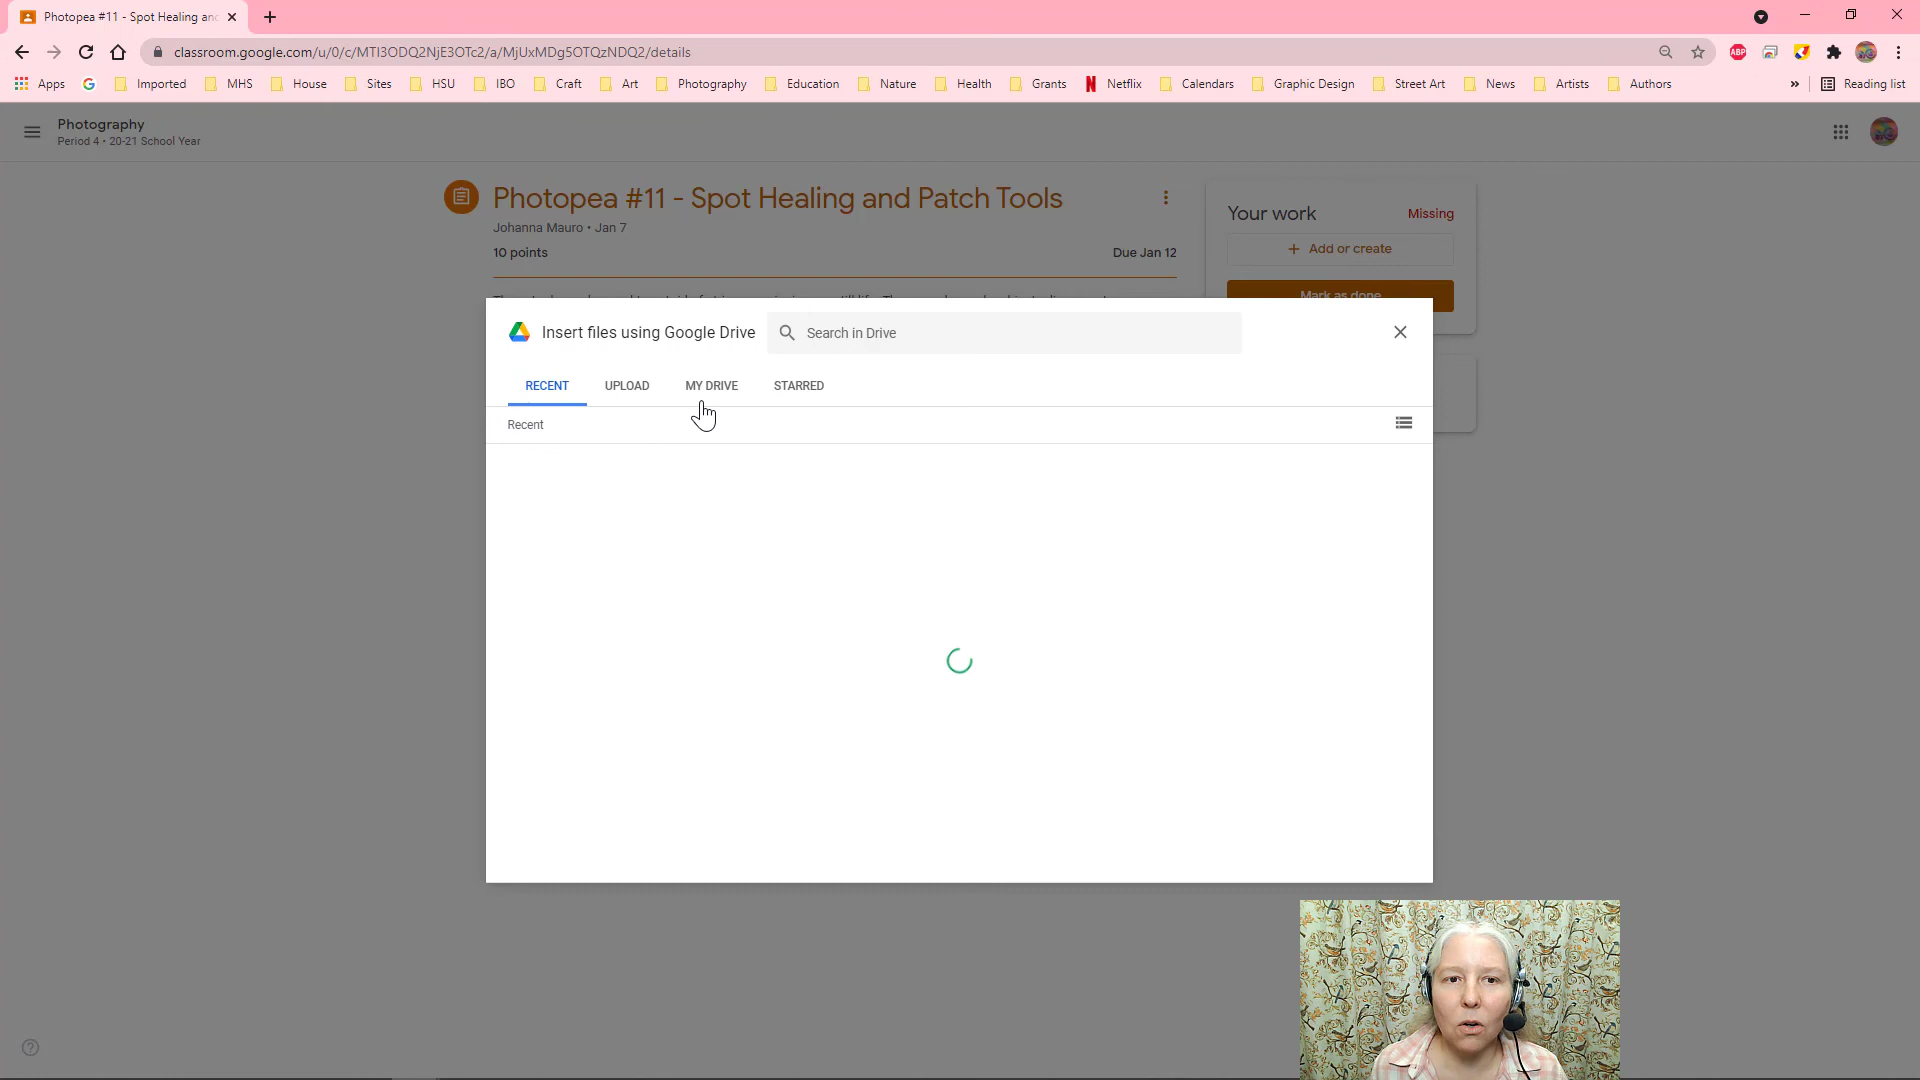 Photopea #11 - Spot Healing and
classroom.google.com/u/0/c/MTI3ODQ2NjE3OTc2/a/MjUxMDg5OTQzNDQ2/details
ABP
Apps
Imported
MHS
House
Sites
HSU
IBO
Craft
Art
Photography
Education
Nature
Health
Grants
Netflix
Calendars
Graphic Design
Street Art
News
Artists
Authors
»
Reading list
Photography
Period 4 • 20-21 School Year
Photopea #11 - Spot Healing and Patch Tools
Johanna Mauro • Jan 7
10 points
Due Jan 12
Your work
Missing
+ Add or create
Mark as done
Insert files using Google Drive
Search in Drive
RECENT
UPLOAD
MY DRIVE
STARRED
Recent